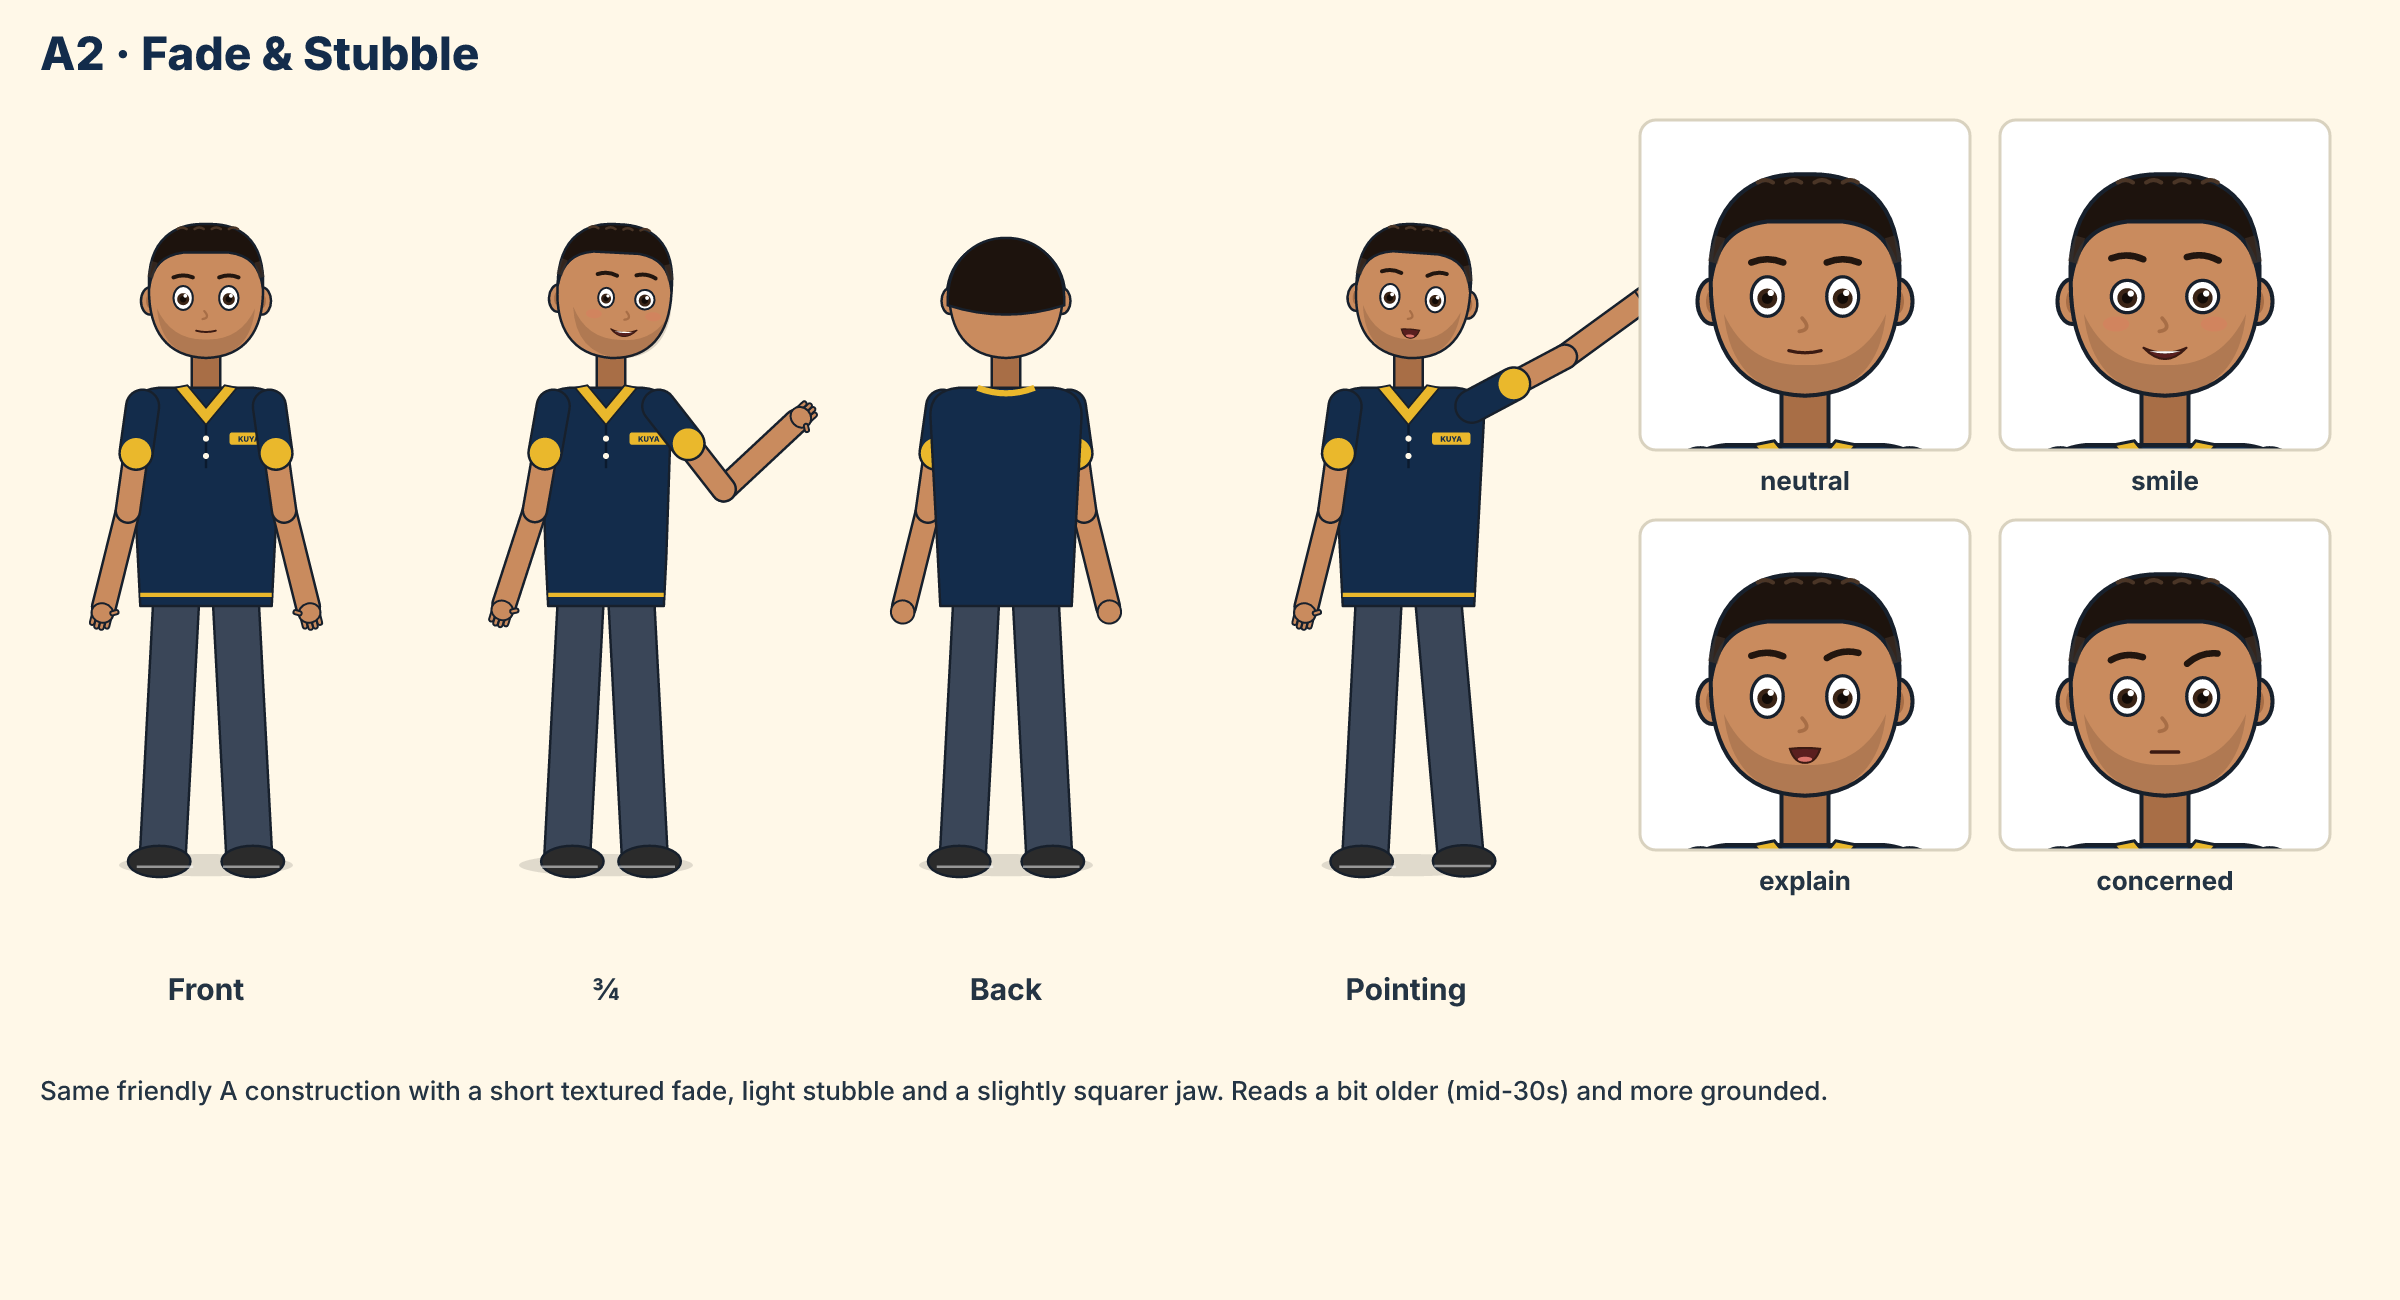 A2 · Fade & Stubble
KUYA
KUYA
KUYA
neutral
smile
explain
concerned
Front
¾
Back
Pointing
Same friendly A construction with a short textured fade, light stubble and a slightly squarer jaw. Reads a bit older (mid-30s) and more grounded.